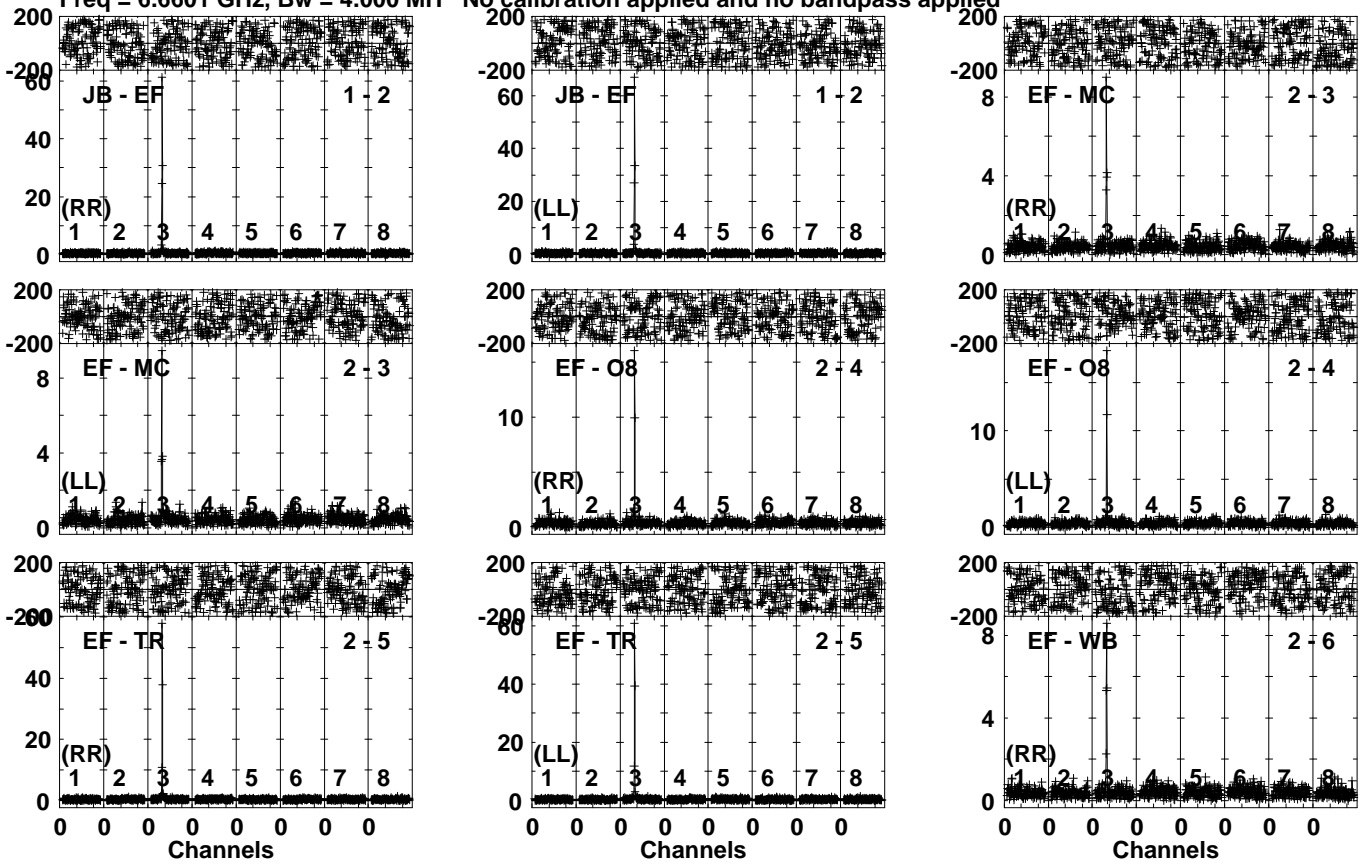 Freq = 6.6601 GHz, Bw = 4.000 MH No calibration applied and no bandpass applied
200 200 200
-200 -200 -200
60 JB - EF 1 - 2 60 JB - EF 1 - 2 8 EF - MC 2 - 3
40 40
20 20 4
(RR) (LL) (RR)
1 2 3 4 5 6 7 8 1 2 3 4 5 6 7 8 1 2 3 4 5 6 7 8
0 0 0
200 200 200
-200 -200 -200
8 EF - MC 2 - 3 EF - O8 2 - 4 EF - O8 2 - 4
4 10 10
(LL) (RR) (LL)
1 2 3 4 5 6 7 8 1 2 3 4 5 6 7 8 1 2 3 4 5 6 7 8
0 0 0
200 200 200
-200 -200 -200
60 EF - TR 2 - 5 60 EF - TR 2 - 5 8 EF - WB 2 - 6
40 40 4
20 20
(RR) (LL) (RR)
1 2 3 4 5 6 7 8 1 2 3 4 5 6 7 8 1 2 3 4 5 6 7 8
0 0 0
0 0 0 0 0 0 0 0 0 0 0 0 0 0 0 0 0 0 0 0 0 0 0 0
Channels Channels Channels